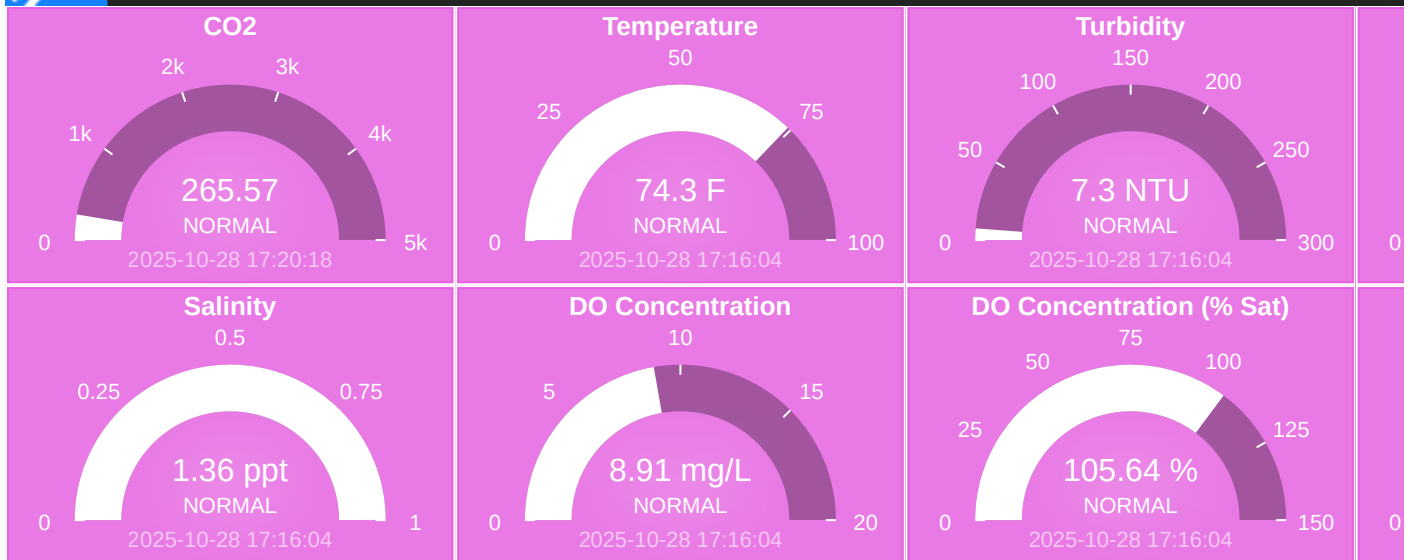 CO2
0
1k
2k
3k
4k
5k
265.57
NORMAL
2025-10-28 17:20:18
Temperature
0
25
50
75
100
74.3 F
NORMAL
2025-10-28 17:16:04
Turbidity
0
50
100
150
200
250
300
7.3 NTU
NORMAL
2025-10-28 17:16:04
0
Salinity
0
0.25
0.5
0.75
1
1.36 ppt
NORMAL
2025-10-28 17:16:04
DO Concentration
0
5
10
15
20
8.91 mg/L
NORMAL
2025-10-28 17:16:04
DO Concentration (% Sat)
0
25
50
75
100
125
150
105.64 %
NORMAL
2025-10-28 17:16:04
0